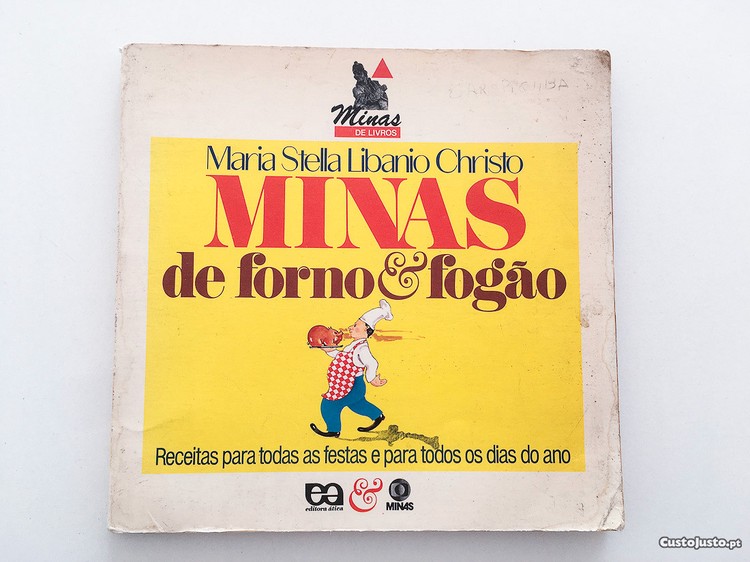 Minas
DE LIVROS
Maria Stella Libanio Christo
MINAS
de forno & fogão
Receitas para todas as festas e para todos os dias do ano
editora ática
&
MINAS
CustoJusto.pt